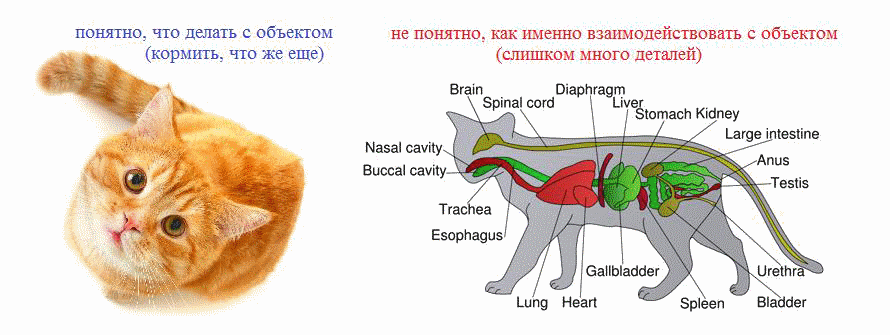 понятно, что делать с объектом
(кормить, что же еще)
не понятно, как именно взаимодействовать с объектом
(слишком много деталей)
Brain
Spinal cord
Diaphragm
Liver
Stomach
Kidney
Large intestine
Nasal cavity
Buccal cavity
Anus
Testis
Trachea
Esophagus
Gallbladder
Urethra
Lung
Heart
Spleen
Bladder